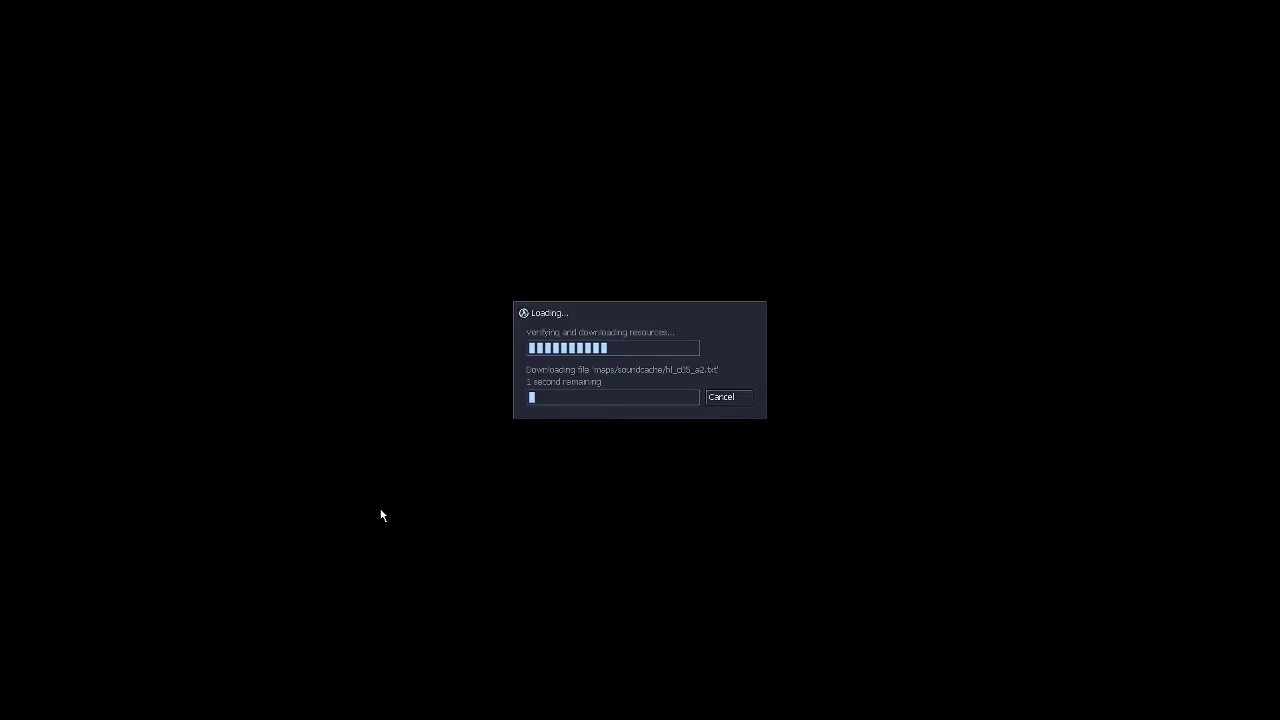 Loading...
Verifying and downloading resources...
Downloading file 'maps/soundcache/hl_c05_a2.txt'
1 second remaining
Cancel